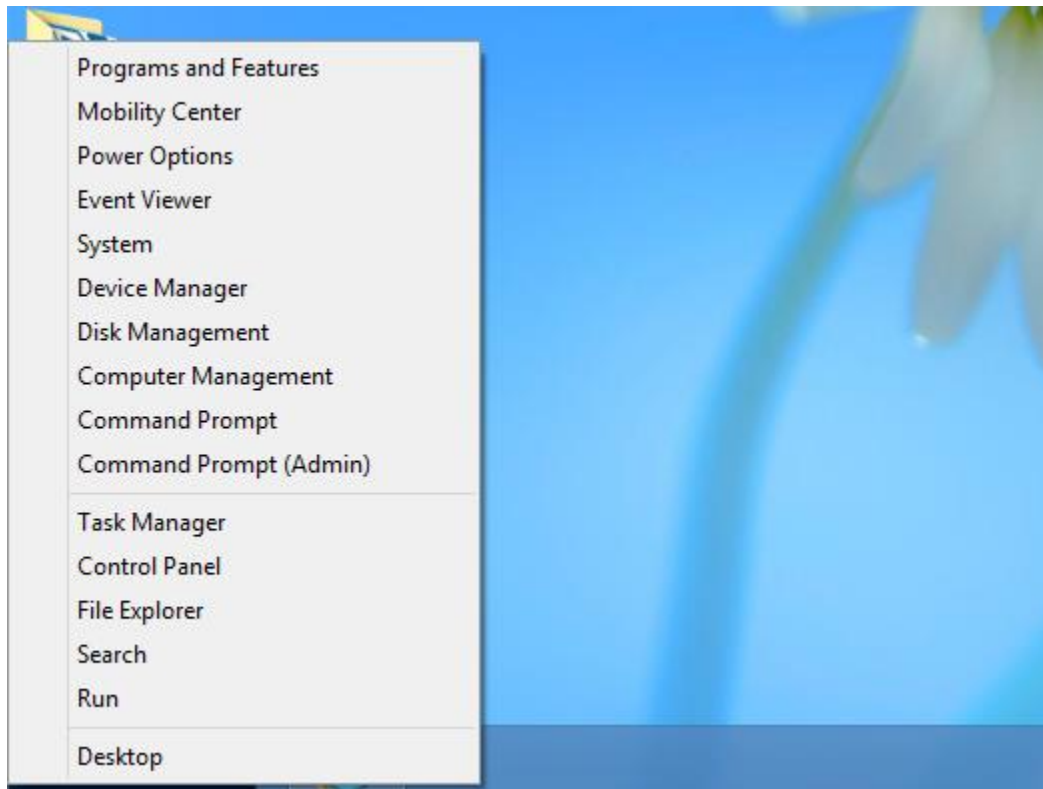 Programs and Features
Mobility Center
Power Options
Event Viewer
System
Device Manager
Disk Management
Computer Management
Command Prompt
Command Prompt (Admin)
Task Manager
Control Panel
File Explorer
Search
Run
Desktop